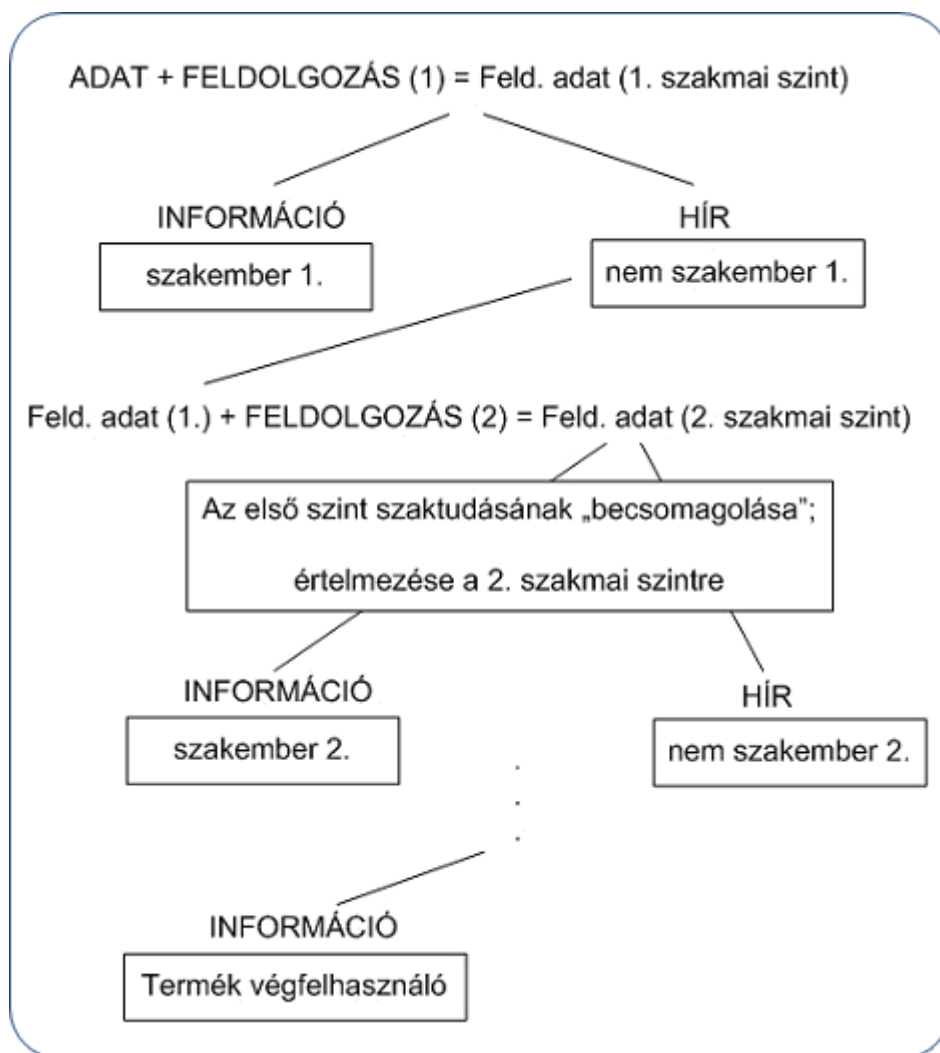 ADAT + FELDOLGOZÁS (1) = Feld. adat (1. szakmai szint)
INFORMÁCIÓ
HÍR
szakember 1.
nem szakember 1.
Feld. adat (1.) + FELDOLGOZÁS (2) = Feld. adat (2. szakmai szint)
Az első szint szaktudásának „becsomagolása”;
értelmezése a 2. szakmai szintre
INFORMÁCIÓ
HÍR
szakember 2.
nem szakember 2.
.
.
.
INFORMÁCIÓ
Termék végfelhasználó